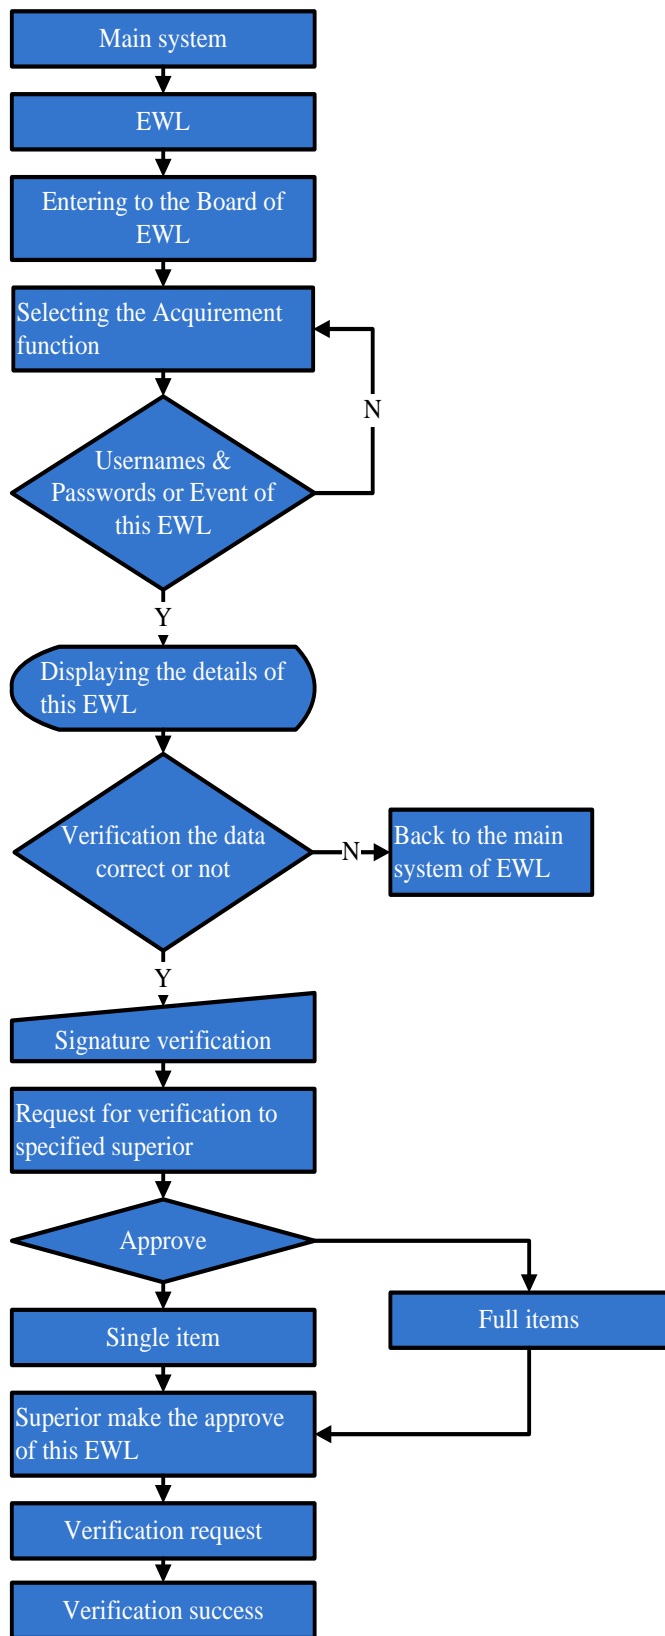 Main system
EWL
Entering to the Board of
EWL
Selecting the Acquirement
function
N
Usernames &
Passwords or Event of
this EWL
Y
Displaying the details of
this EWL
Verification the data
correct or not
N
Back to the main
system of EWL
Y
Signature verification
Request for verification to
specified superior
Approve
Single item
Full items
Superior make the approve
of this EWL
Verification request
Verification success